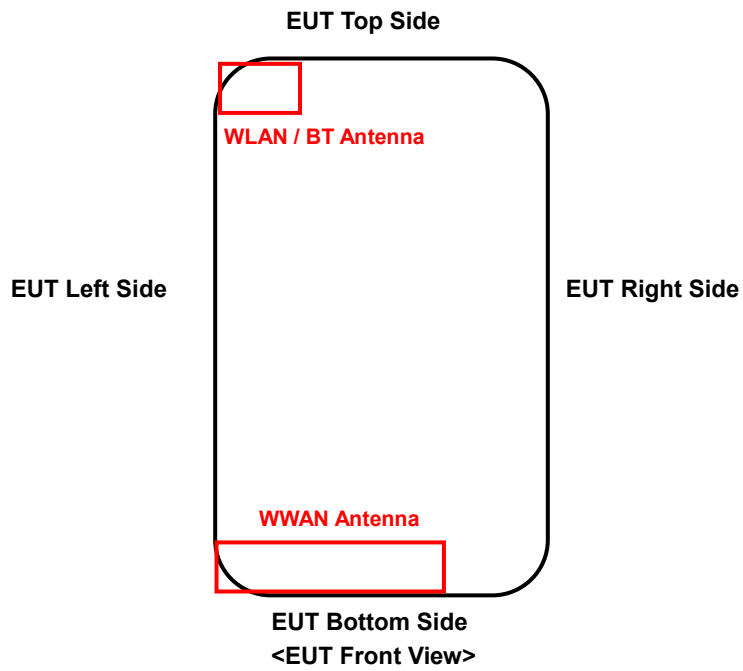 EUT Top Side
WLAN / BT Antenna
EUT Left Side
EUT Right Side
WWAN Antenna
EUT Bottom Side
<EUT Front View>